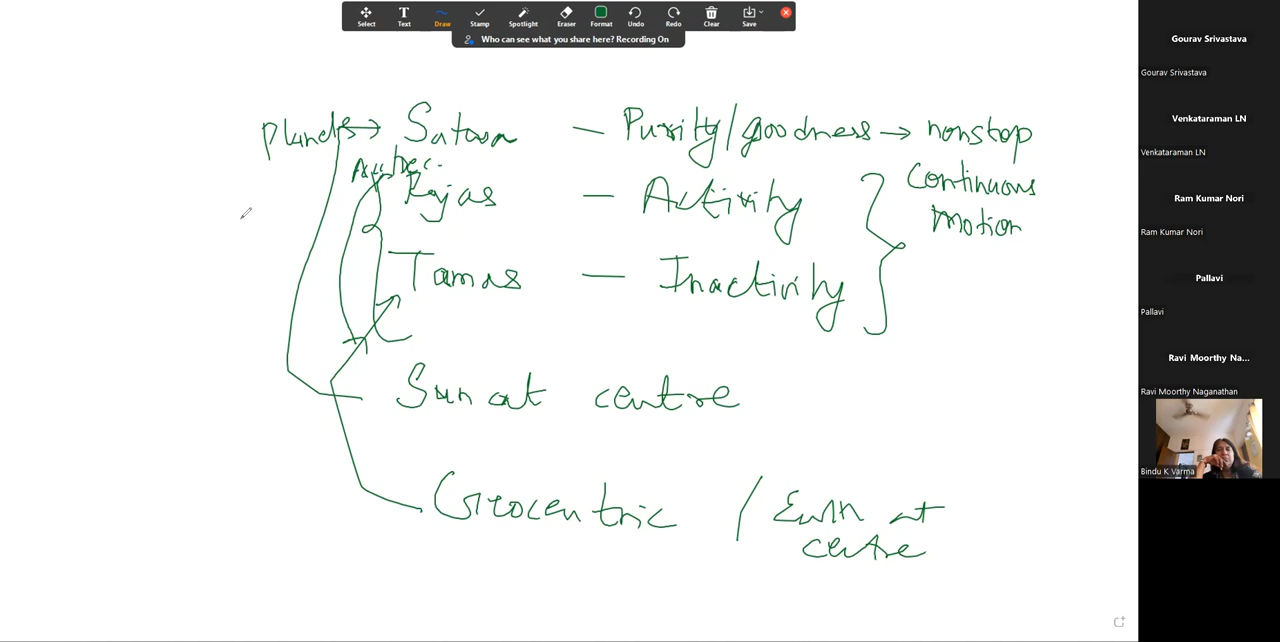 Select Text Draw Stamp Spotlight Eraser Format Undo Redo Clear Save
Who can see what you share here? Recording On
planets → Satwa — Purity/goodness → nonstop
continuous
motion
Rajas — Activity
Tamas — Inactivity
Sun at centre
Geocentric / Earth at
centre
Gourav Srivastava
Gourav Srivastava
Venkataraman LN
Venkataraman LN
Ram Kumar Nori
Ram Kumar Nori
Pallavi
Pallavi
Ravi Moorthy Na...
Ravi Moorthy Naganathan
Bindu K Varma